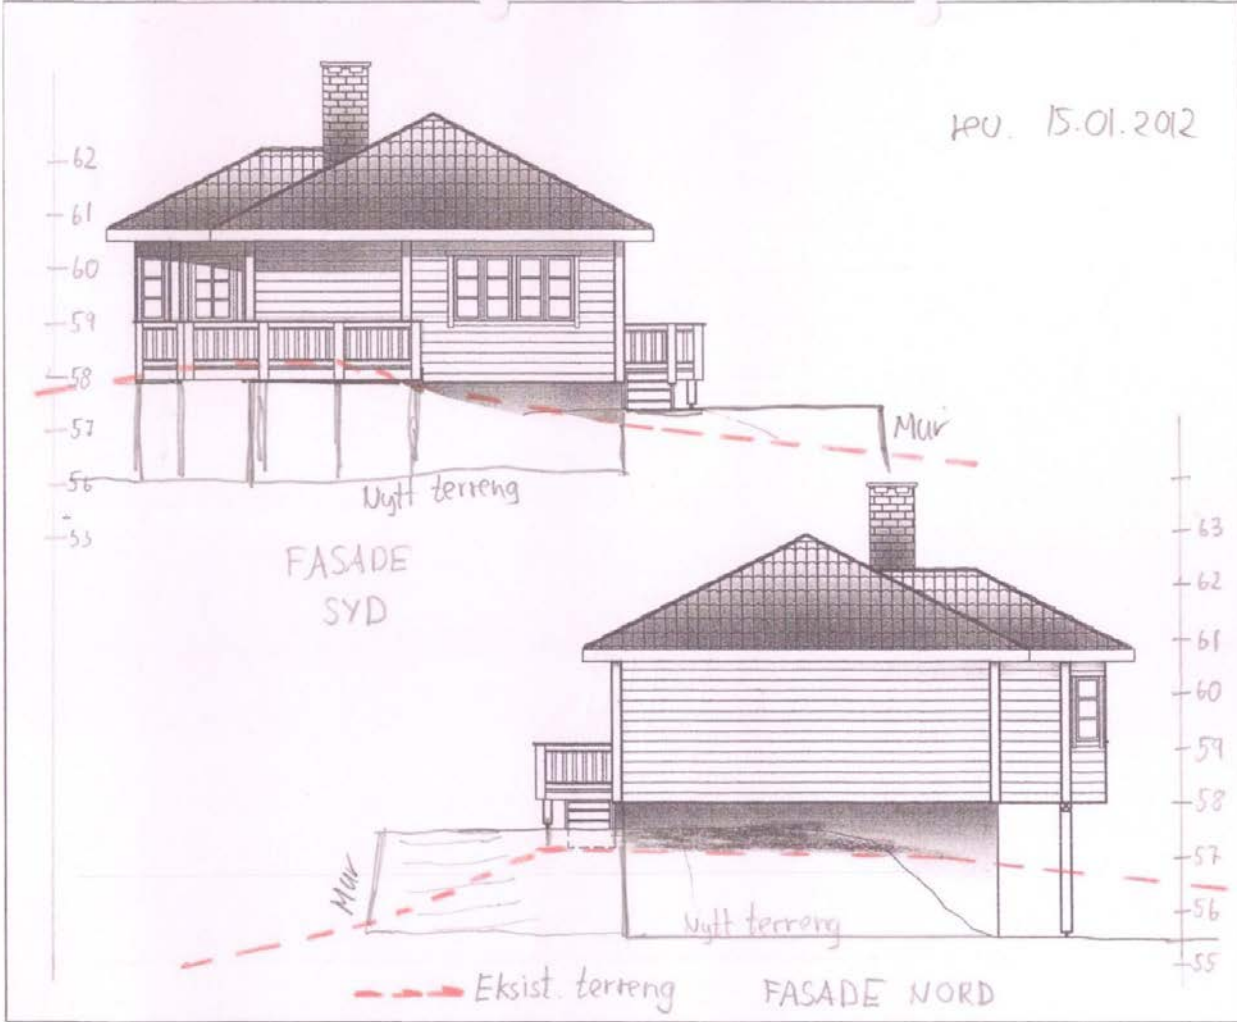 rev. 15.01.2012
62
61
60
59
58
57
56
55
Mur
Nytt terreng
FASADE
SYD
63
62
61
60
59
58
57
56
55
Mur
Nytt terreng
Eksist. terreng
FASADE NORD